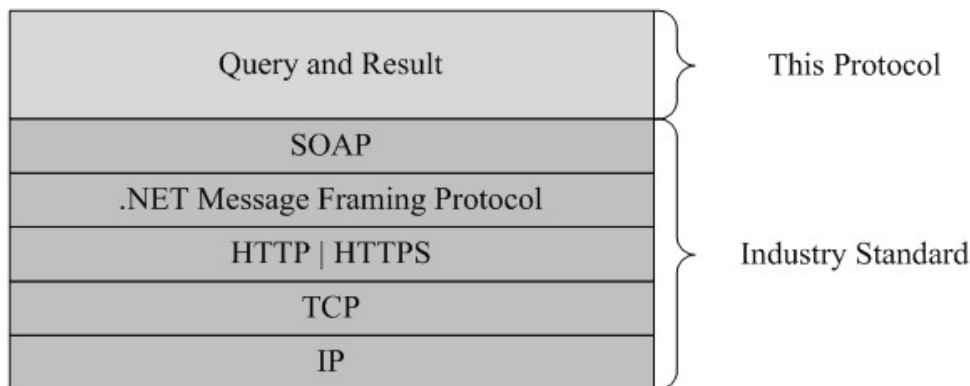 Query and Result
This Protocol
SOAP
.NET Message Framing Protocol
HTTP | HTTPS
Industry Standard
TCP
IP